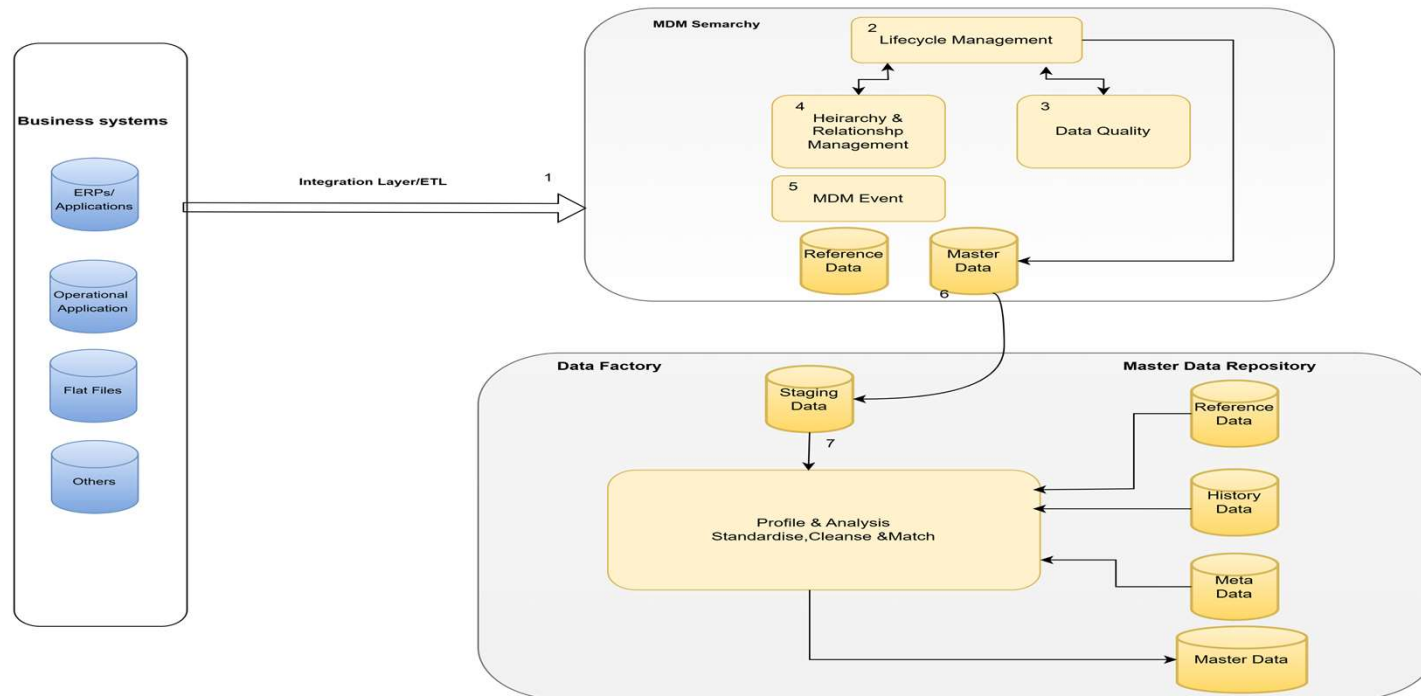 Business systems
ERPs/
Applications
Operational
Application
Flat Files
Others
Integration Layer/ETL
1
MDM Semarchy
2
Lifecycle Management
4
Heirarchy &
Relationshp
Management
3
Data Quality
5
MDM Event
Reference
Data
Master
Data
6
Data Factory
Master Data Repository
Staging
Data
7
Profile & Analysis
Standardise,Cleanse &Match
Reference
Data
History
Data
Meta
Data
Master Data